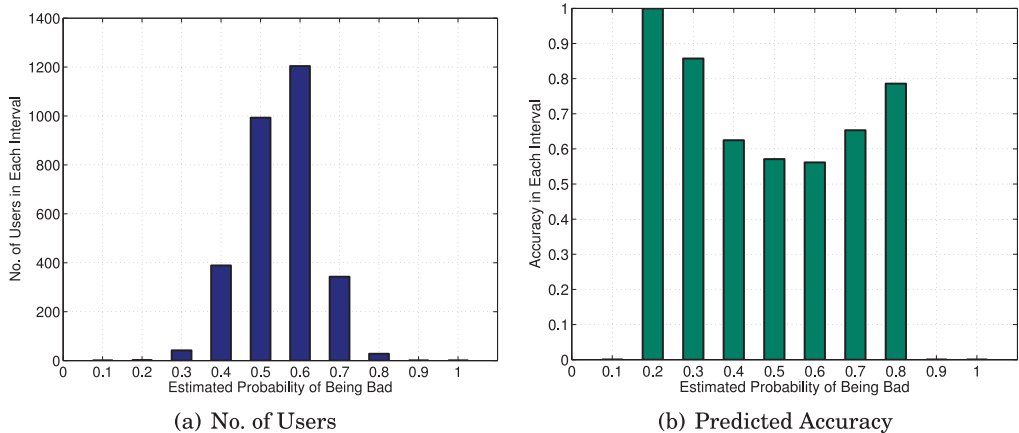 1400
1200
1000
800
600
400
200
0
No. of Users in Each Interval
0 0.1 0.2 0.3 0.4 0.5 0.6 0.7 0.8 0.9 1
Estimated Probability of Being Bad
(a) No. of Users
1
0.9
0.8
0.7
0.6
0.5
0.4
0.3
0.2
0.1
0
Accuracy in Each Interval
0 0.1 0.2 0.3 0.4 0.5 0.6 0.7 0.8 0.9 1
Estimated Probability of Being Bad
(b) Predicted Accuracy